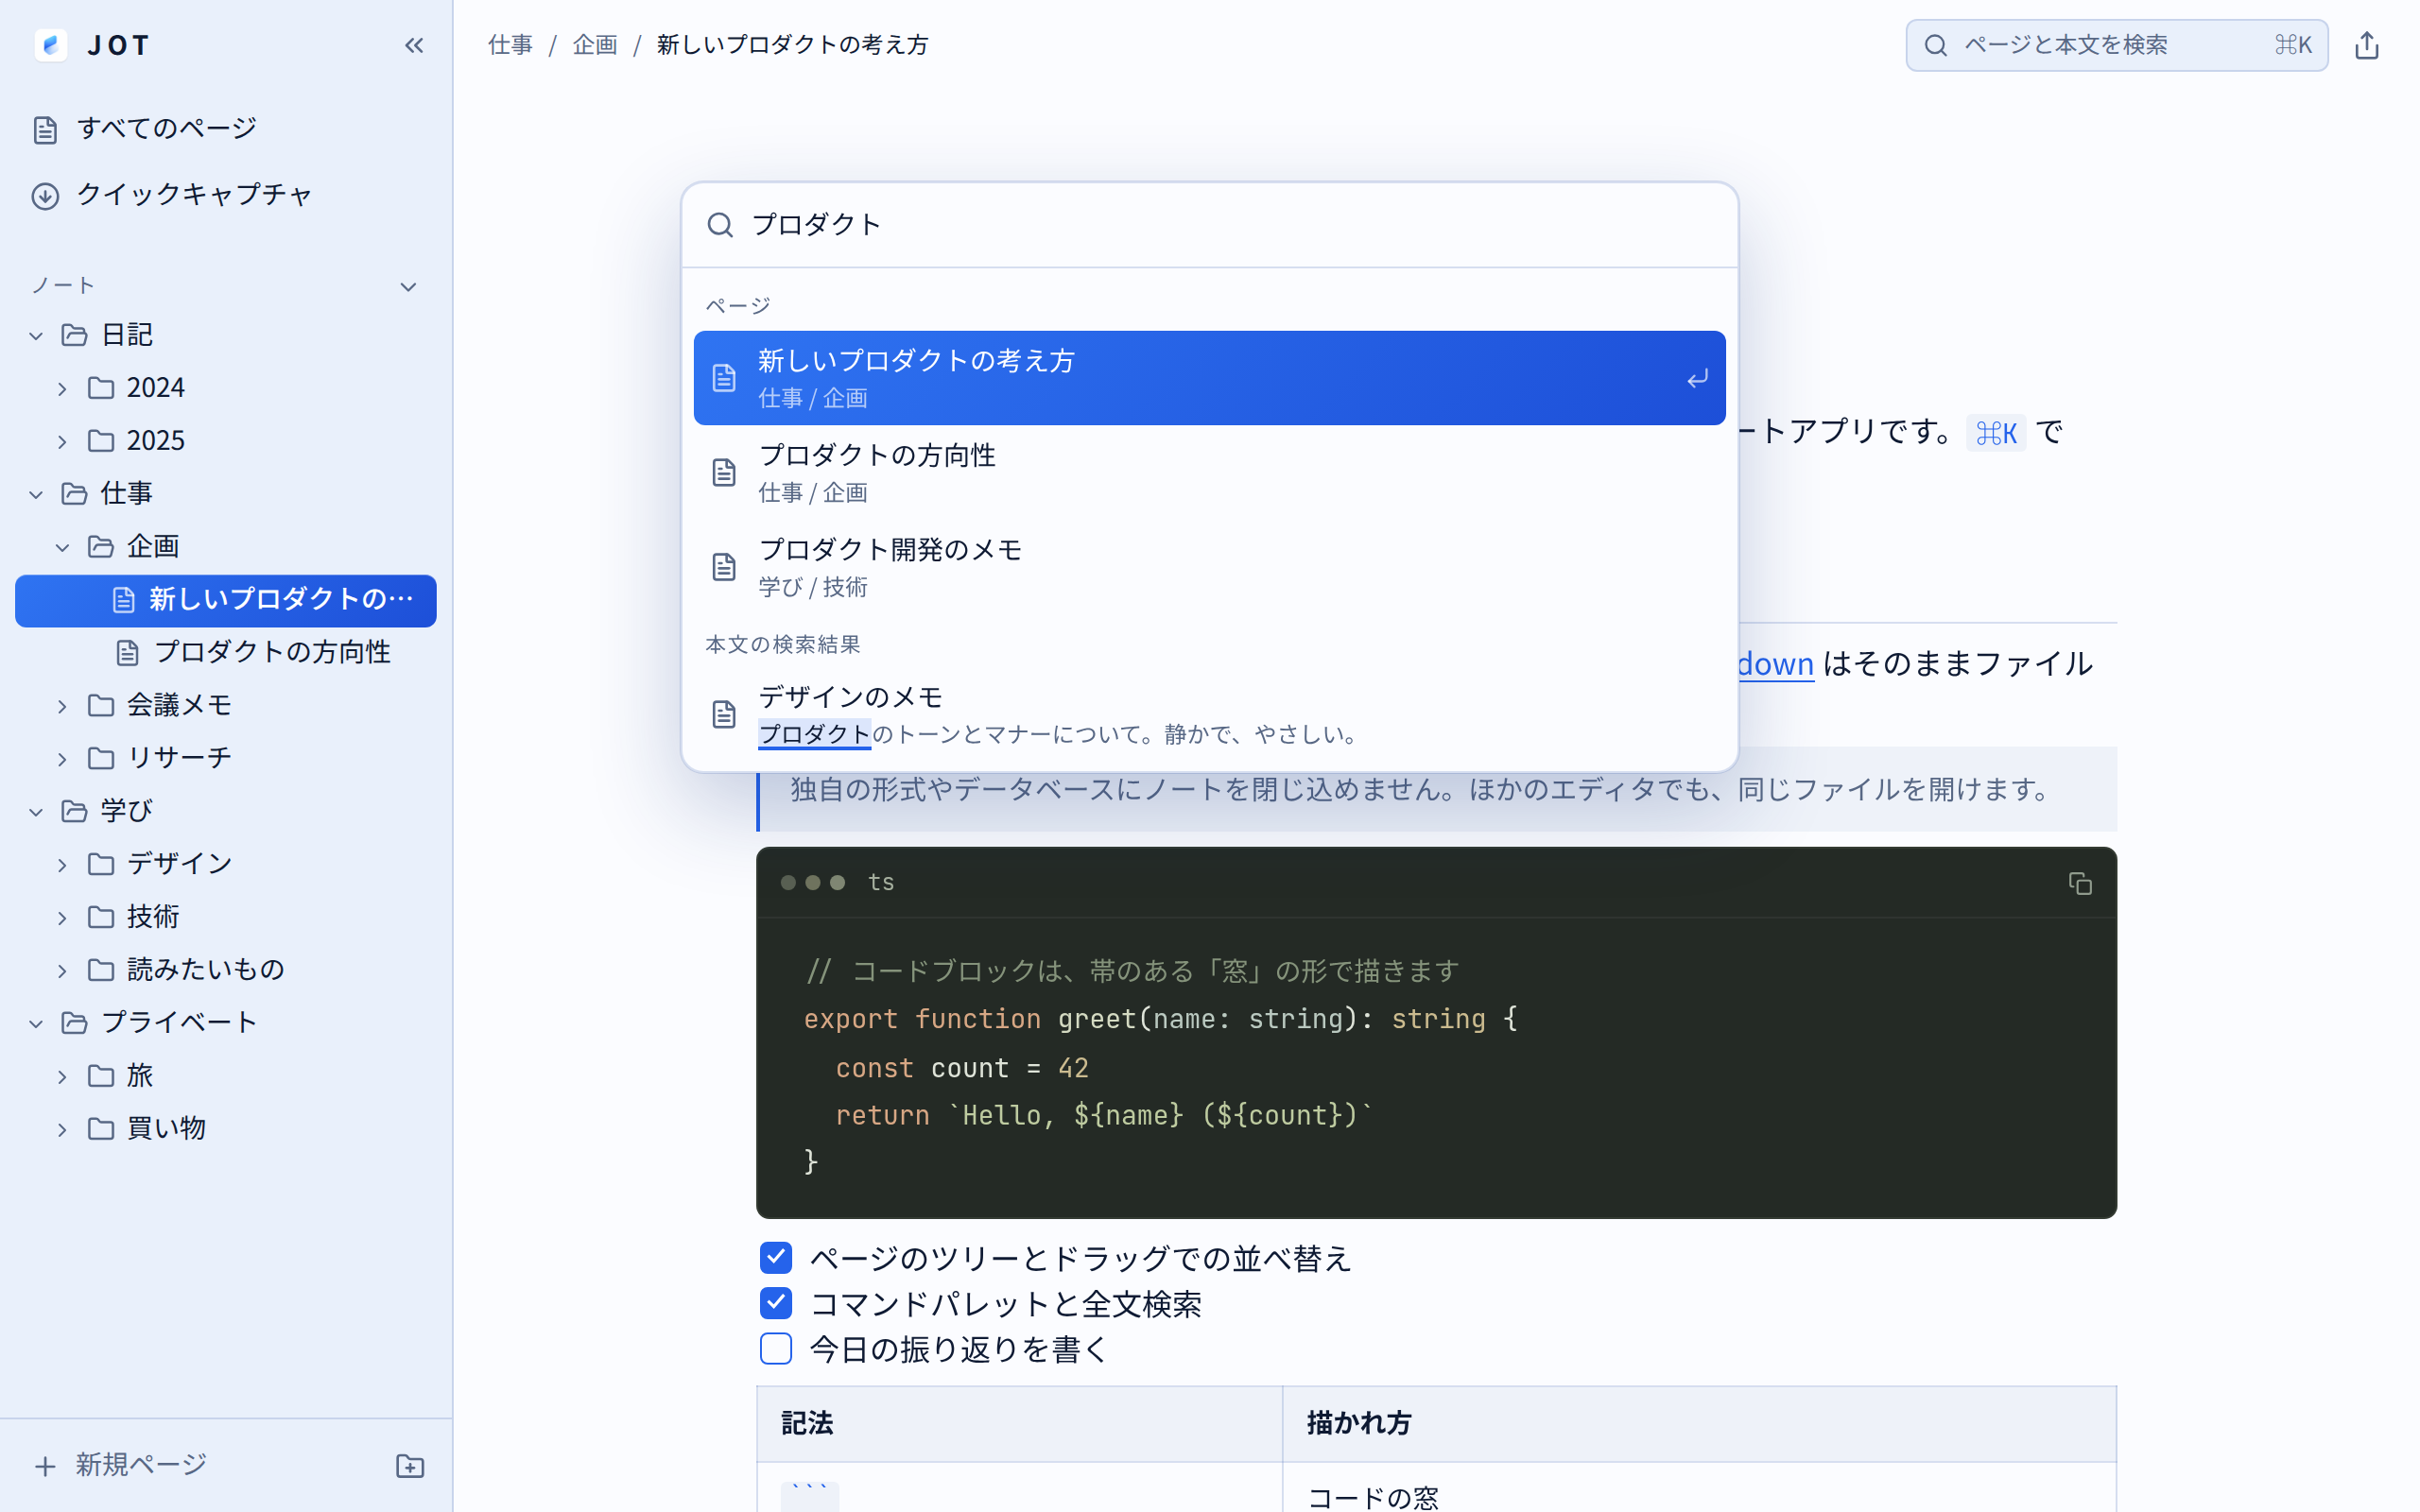 JOT
すべてのページ
クイックキャプチャ
ノート
日記
2024
2025
仕事
企画
新しいプロダクトの…
プロダクトの方向性
会議メモ
リサーチ
学び
デザイン
技術
読みたいもの
プライベート
旅
買い物
新規ページ
仕事 / 企画 / 新しいプロダクトの考え方
ページと本文を検索 ⌘K
プロダクト
ページ
新しいプロダクトの考え方
仕事 / 企画
プロダクトの方向性
仕事 / 企画
プロダクト開発のメモ
学び / 技術
本文の検索結果
デザインのメモ
プロダクトのトーンとマナーについて。静かで、やさしい。
ートアプリです。 ⌘K で
down はそのままファイル
独自の形式やデータベースにノートを閉じ込めません。ほかのエディタでも、同じファイルを開けます。
ts
// コードブロックは、帯のある「窓」の形で描きます
export function greet(name: string): string {
  const count = 42
  return `Hello, ${name} (${count})`
}
ページのツリーとドラッグでの並べ替え
コマンドパレットと全文検索
今日の振り返りを書く
記法 描かれ方
``` コードの窓